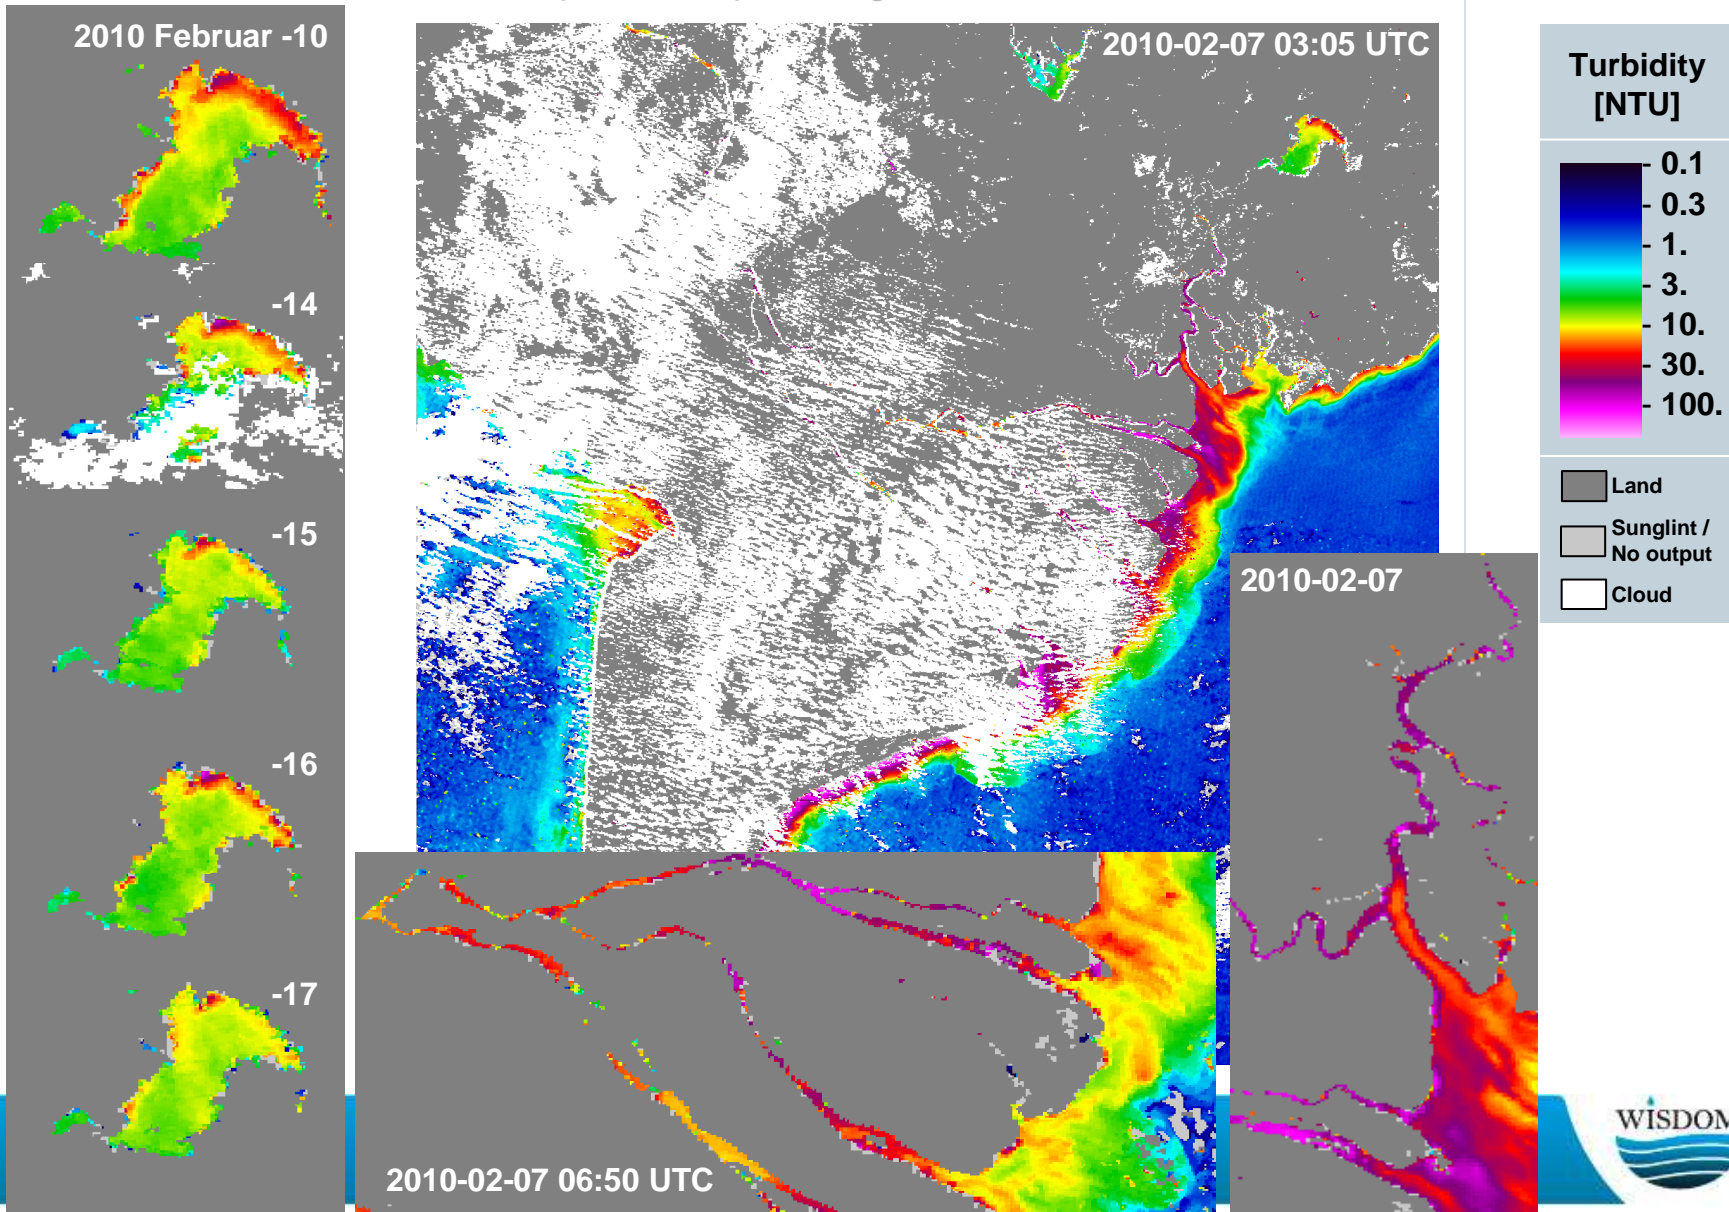 2010 Februar -10
-14
-15
-16
-17
2010-02-07 03:05 UTC
2010-02-07
2010-02-07 06:50 UTC
Turbidity
[NTU]
0.1
0.3
1.
3.
10.
30.
100.
Land
Sunglint /
No output
Cloud
WISDOM